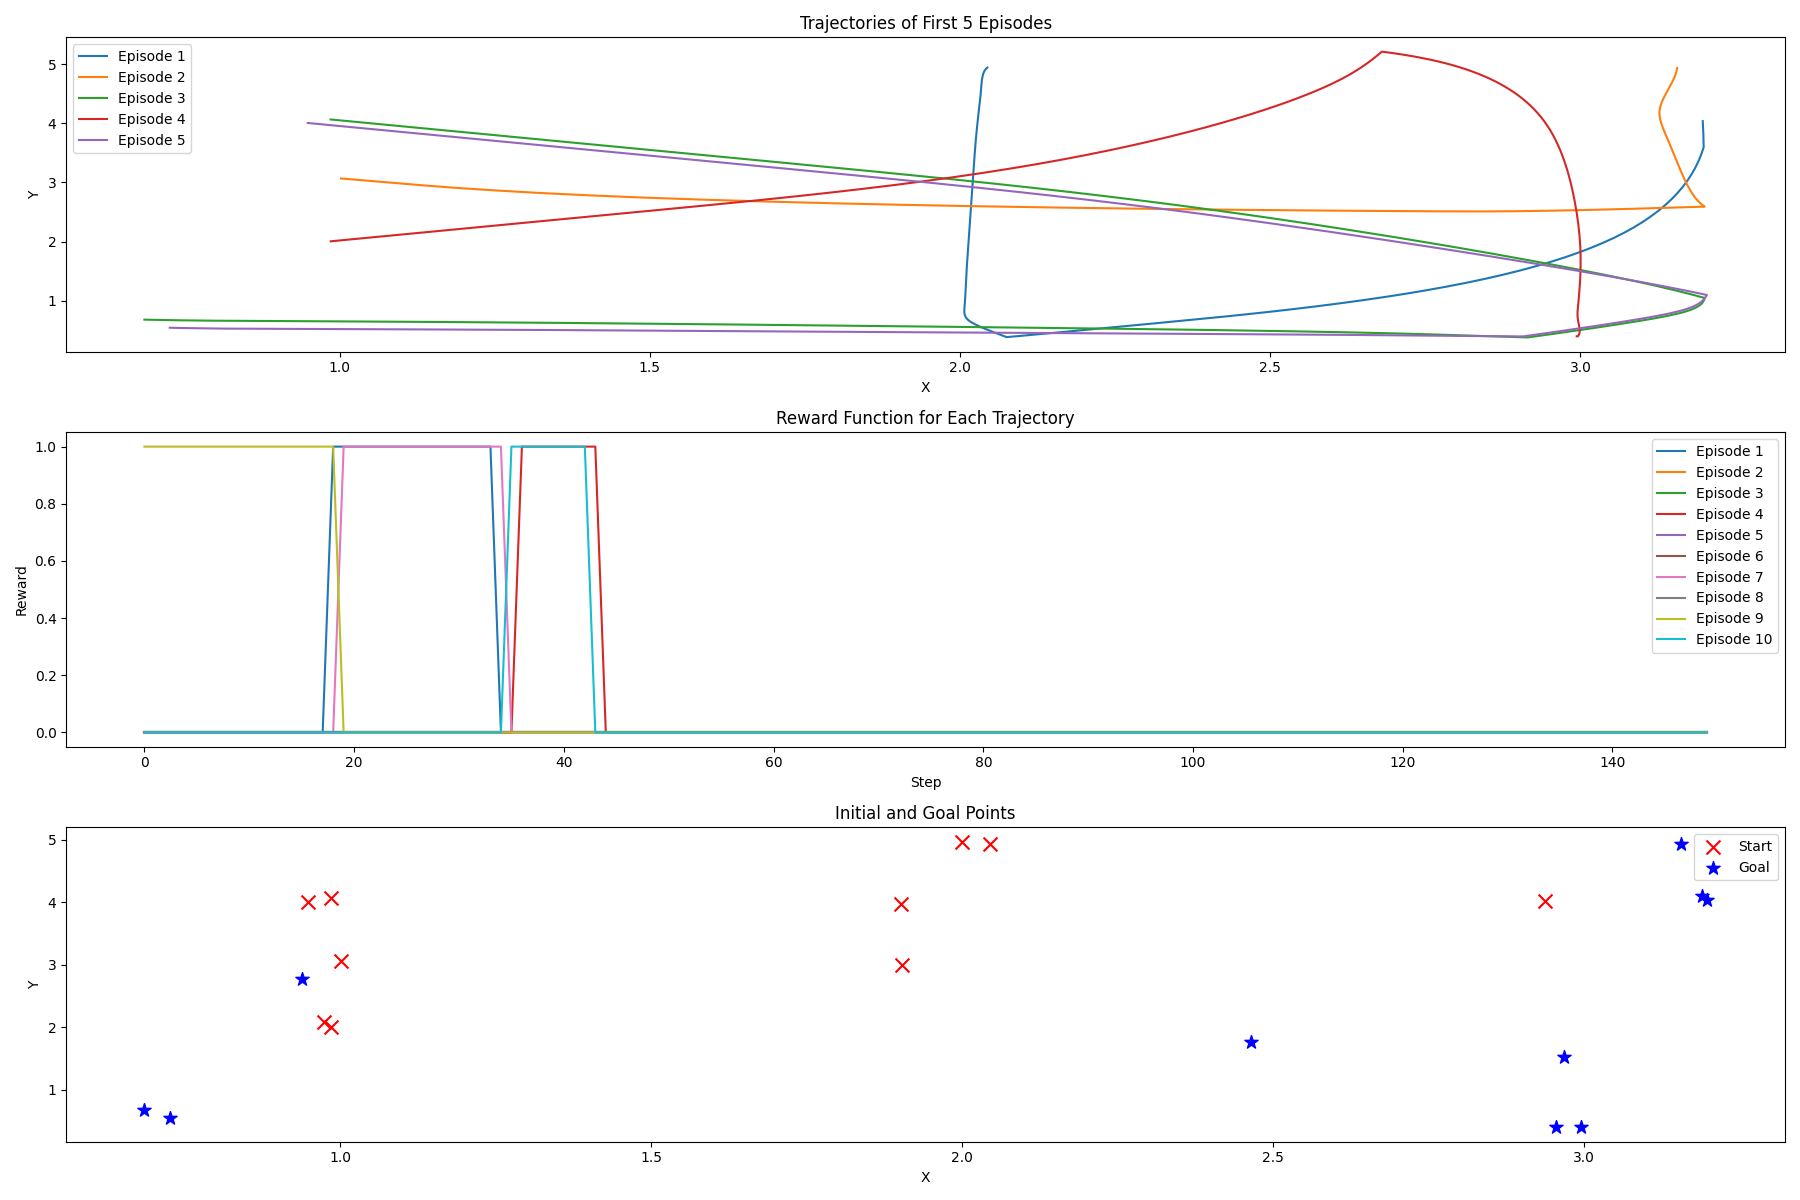 Trajectories of First 5 Episodes
Y
5
4
3
2
1
Episode 1
Episode 2
Episode 3
Episode 4
Episode 5
1.0 1.5 2.0 2.5 3.0
X
Reward Function for Each Trajectory
Reward
1.0
0.8
0.6
0.4
0.2
0.0
Episode 1
Episode 2
Episode 3
Episode 4
Episode 5
Episode 6
Episode 7
Episode 8
Episode 9
Episode 10
0 20 40 60 80 100 120 140
Step
Initial and Goal Points
Y
5
4
3
2
1
Start
Goal
1.0 1.5 2.0 2.5 3.0
X